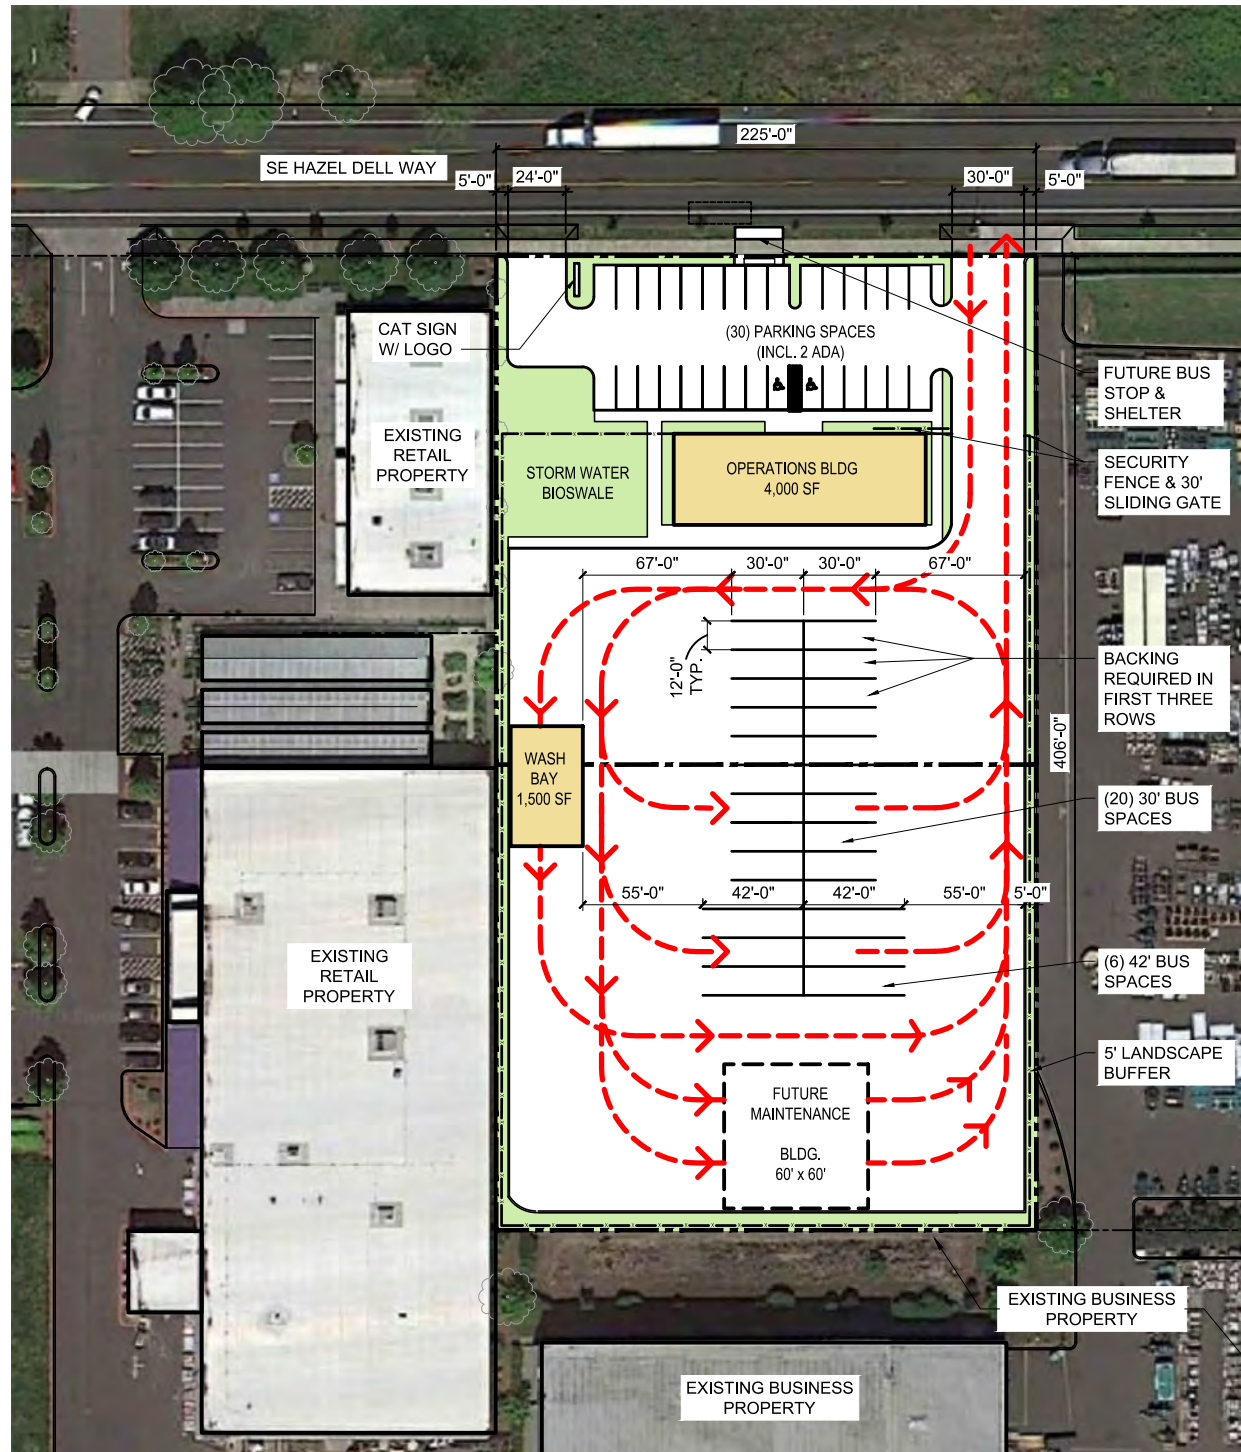 225'-0"
SE HAZEL DELL WAY
5'-0"
24'-0"
30'-0"
5'-0"
CAT SIGN
W/ LOGO
(30) PARKING SPACES
(INCL. 2 ADA)
FUTURE BUS
STOP &
SHELTER
EXISTING
RETAIL
PROPERTY
STORM WATER
BIOSWALE
OPERATIONS BLDG
4,000 SF
SECURITY
FENCE & 30'
SLIDING GATE
67'-0"
30'-0"
30'-0"
67'-0"
12'-0"
TYP.
BACKING
REQUIRED IN
FIRST THREE
ROWS
406'-0"
WASH
BAY
1,500 SF
(20) 30' BUS
SPACES
55'-0"
42'-0"
42'-0"
55'-0"
5'-0"
EXISTING
RETAIL
PROPERTY
(6) 42' BUS
SPACES
5' LANDSCAPE
BUFFER
FUTURE
MAINTENANCE
BLDG.
60' x 60'
EXISTING BUSINESS
PROPERTY
EXISTING BUSINESS
PROPERTY